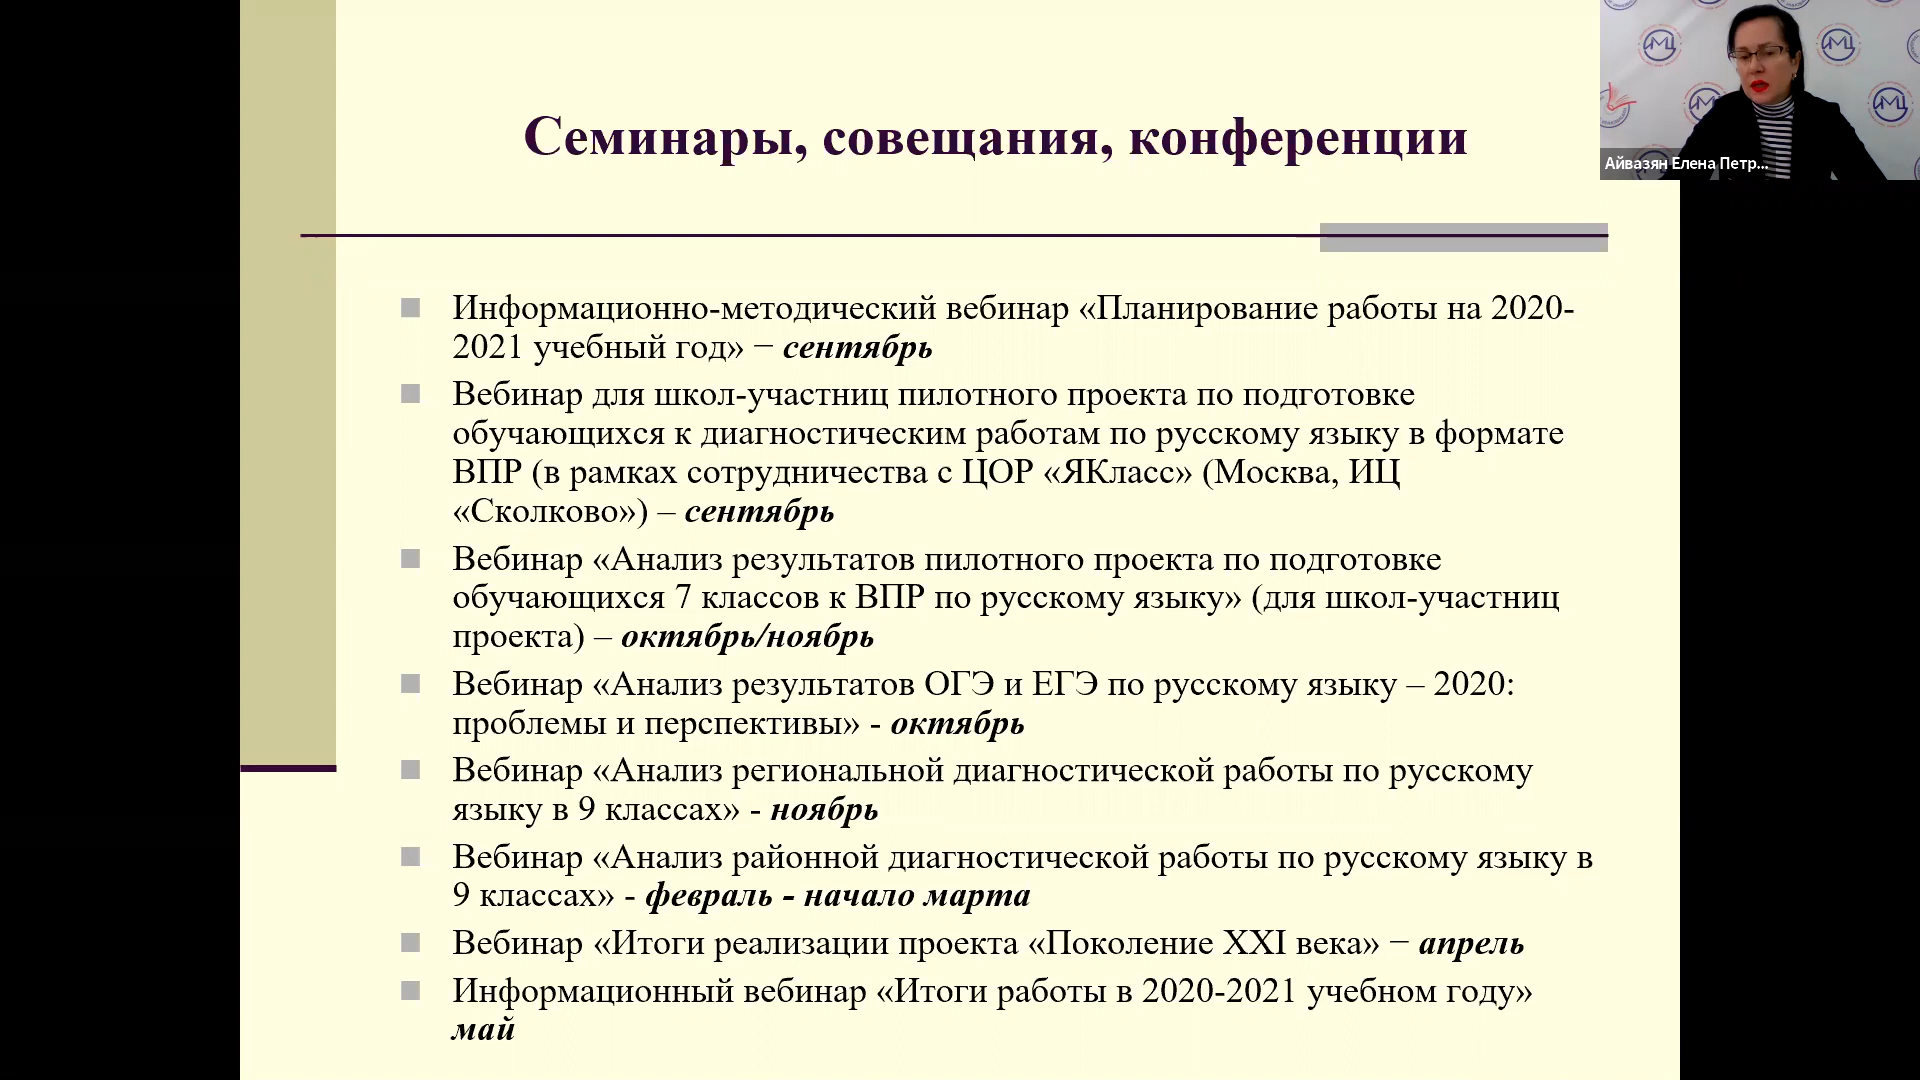 Семинары, совещания, конференции
АМЦ
АМЦ
АМЦ
АМЦ
Айвазян Елена Петр...
Информационно-методический вебинар «Планирование работы на 2020-
2021 учебный год» − сентябрь
Вебинар для школ-участниц пилотного проекта по подготовке
обучающихся к диагностическим работам по русскому языку в формате
ВПР (в рамках сотрудничества с ЦОР «ЯКласс» (Москва, ИЦ
«Сколково») – сентябрь
Вебинар «Анализ результатов пилотного проекта по подготовке
обучающихся 7 классов к ВПР по русскому языку» (для школ-участниц
проекта) – октябрь/ноябрь
Вебинар «Анализ результатов ОГЭ и ЕГЭ по русскому языку – 2020:
проблемы и перспективы» - октябрь
Вебинар «Анализ региональной диагностической работы по русскому
языку в 9 классах» - ноябрь
Вебинар «Анализ районной диагностической работы по русскому языку в
9 классах» - февраль - начало марта
Вебинар «Итоги реализации проекта «Поколение XXI века» − апрель
Информационный вебинар «Итоги работы в 2020-2021 учебном году»
май